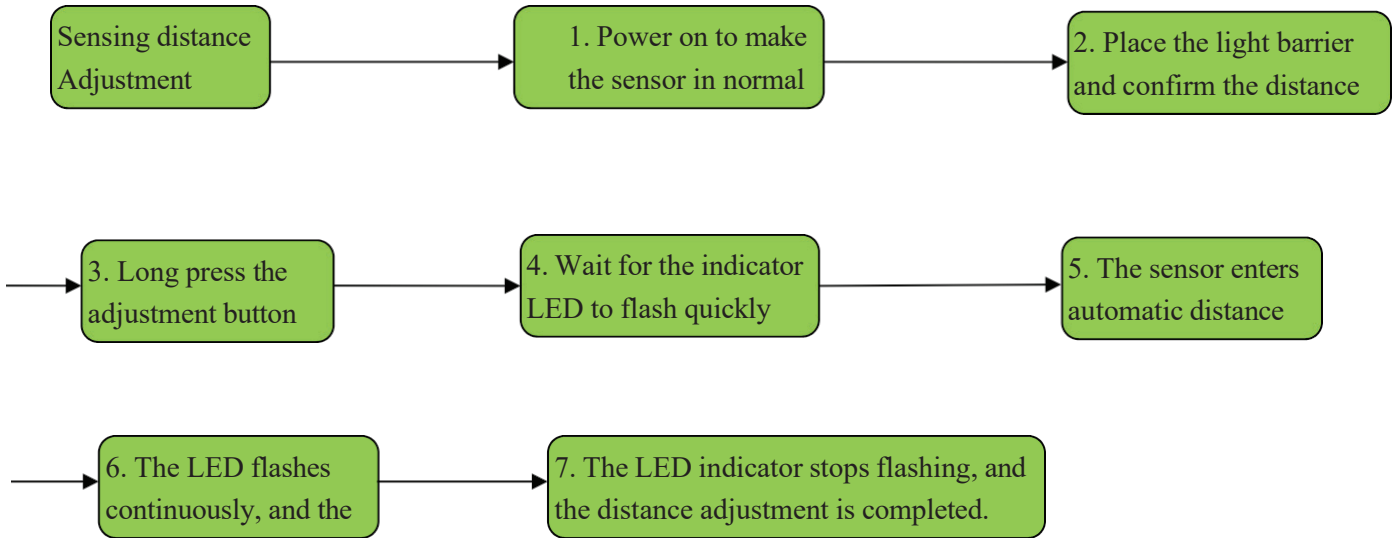 Sensing distance
Adjustment
1. Power on to make
the sensor in normal
2. Place the light barrier
and confirm the distance
3. Long press the
adjustment button
4. Wait for the indicator
LED to flash quickly
5. The sensor enters
automatic distance
6. The LED flashes
continuously, and the
7. The LED indicator stops flashing, and
the distance adjustment is completed.